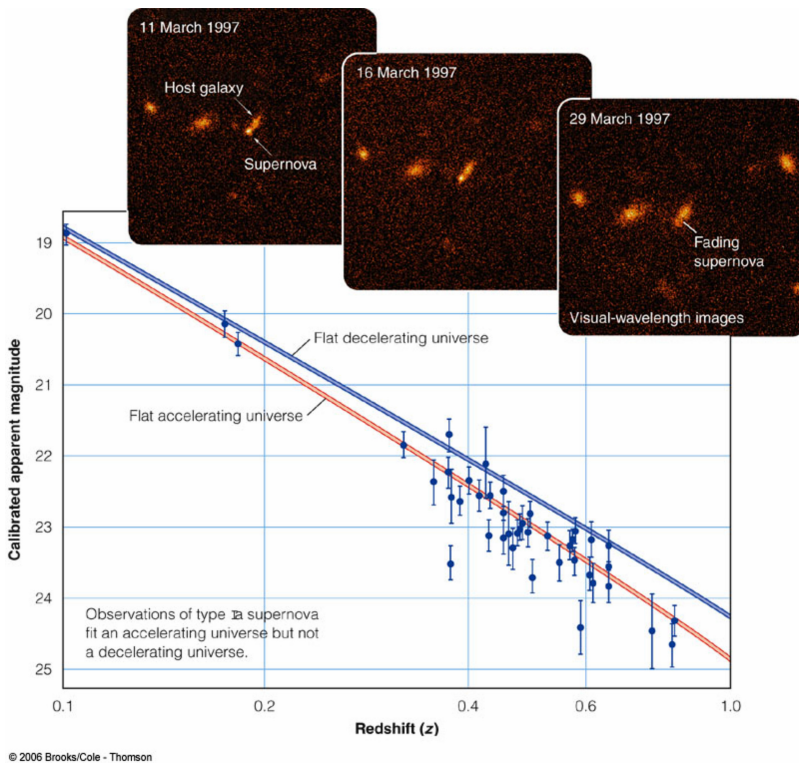 11 March 1997
Host galaxy
Supernova
16 March 1997
29 March 1997
Fading
supernova
Visual-wavelength images
Calibrated apparent magnitude
19
20
21
22
23
24
25
Flat decelerating universe
Flat accelerating universe
Observations of type Ia supernova
fit an accelerating universe but not
a decelerating universe.
0.1
0.2
0.4
0.6
1.0
Redshift (z)
© 2006 Brooks/Cole - Thomson